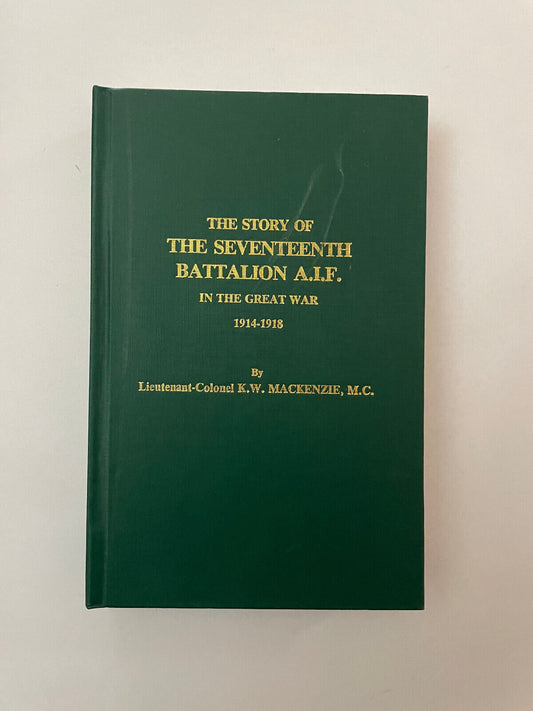 THE STORY OF
THE SEVENTEENTH
BATTALION A.I.F.
IN THE GREAT WAR
1914-1918
By
Lieutenant-Colonel K.W. MACKENZIE, M.C.